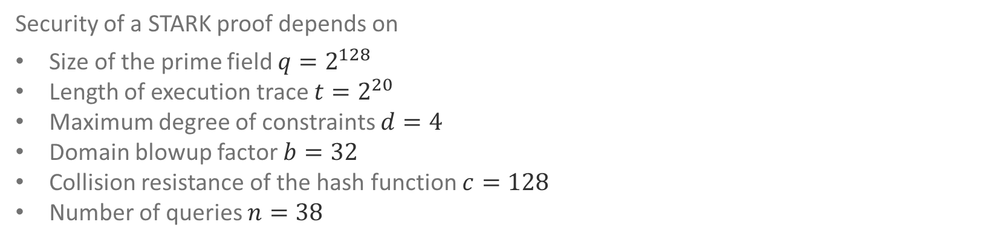 Security of a STARK proof depends on
• Size of the prime field q = 2^128
• Length of execution trace t = 2^20
• Maximum degree of constraints d = 4
• Domain blowup factor b = 32
• Collision resistance of the hash function c = 128
• Number of queries n = 38